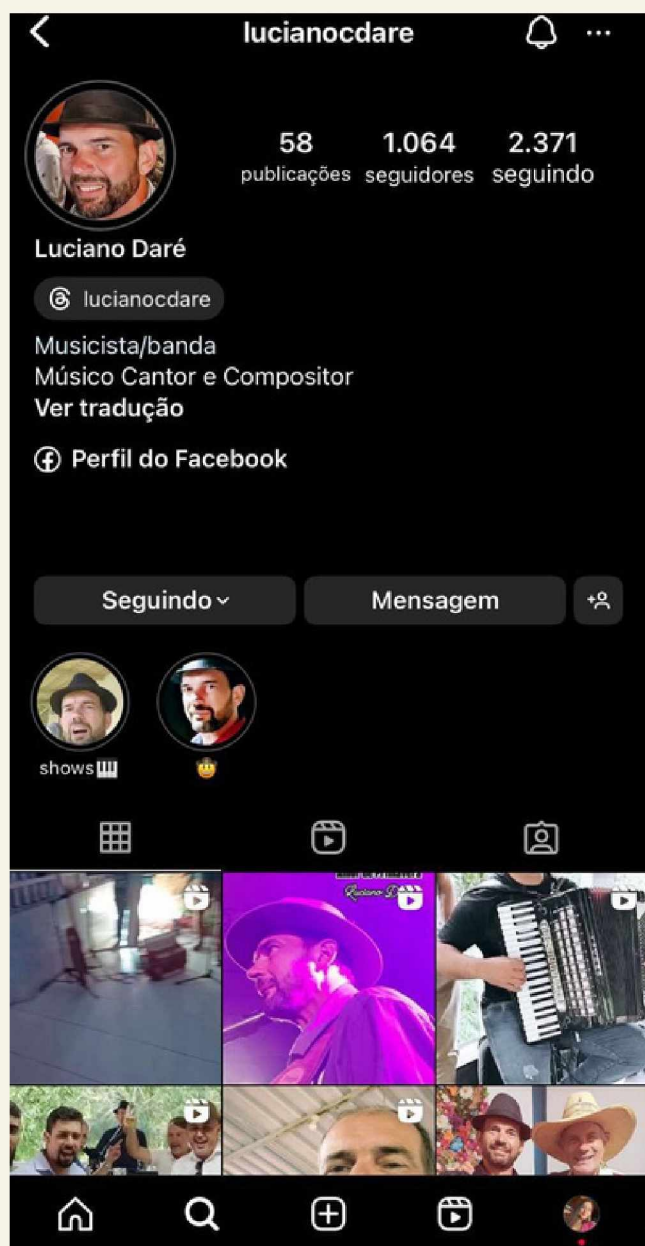 lucianocdare
58 1.064 2.371
publicações seguidores seguindo
Luciano Daré
lucianocdare
Musicista/banda
Músico Cantor e Compositor
Ver tradução
Perfil do Facebook
Seguindo
Mensagem
shows
Luciano D